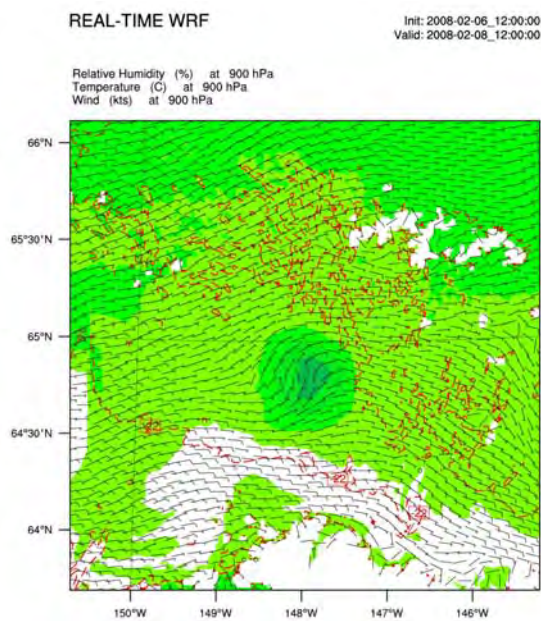 REAL-TIME WRF
Init: 2008-02-06_12:00:00
Valid: 2008-02-08_12:00:00
Relative Humidity (%) at 900 hPa
Temperature (C) at 900 hPa
Wind (kts) at 900 hPa
66°N
65°30'N
65°N
64°30'N
64°N
150°W
149°W
148°W
147°W
146°W